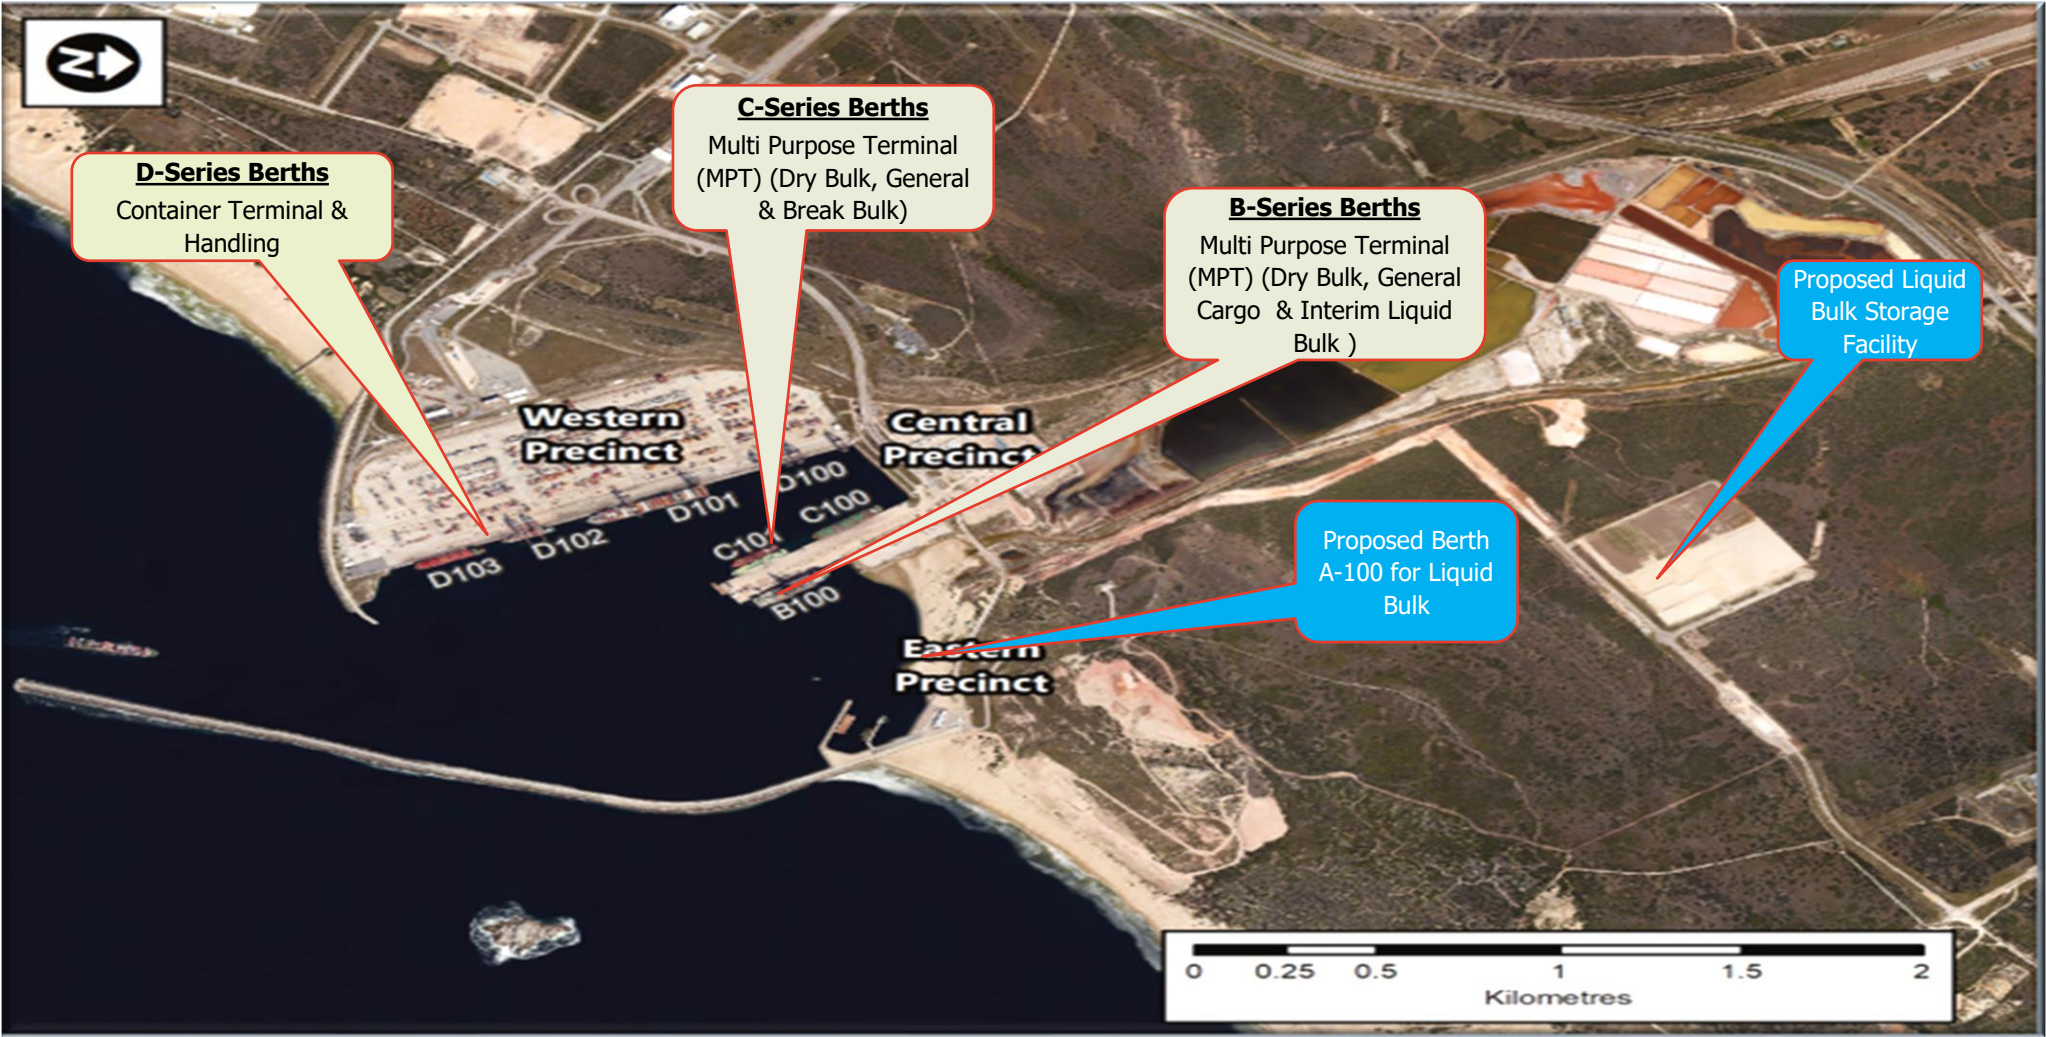 N
C-Series Berths
Multi Purpose Terminal
(MPT) (Dry Bulk, General
& Break Bulk)
D-Series Berths
Container Terminal &
Handling
B-Series Berths
Multi Purpose Terminal
(MPT) (Dry Bulk, General
Cargo & Interim Liquid
Bulk )
Proposed Liquid
Bulk Storage
Facility
Western
Precinct
Central
Precinct
D100
D101
D102
D103
C100
C101
B100
Proposed Berth
A-100 for Liquid
Bulk
Eastern
Precinct
0 0.25 0.5 1 1.5 2
Kilometres